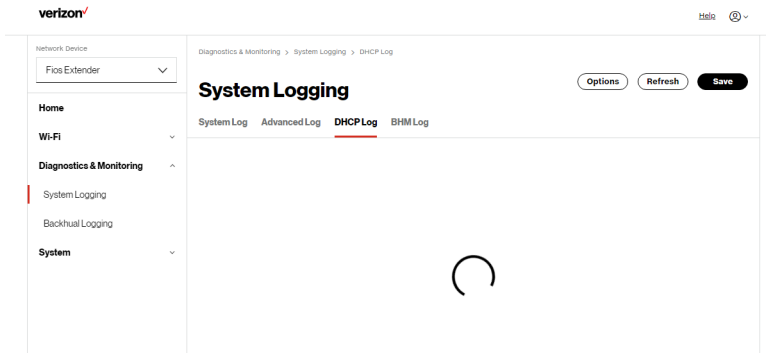 verizon
Help
Network Device
Fios Extender
Home
Wi-Fi
Diagnostics & Monitoring
System Logging
Backhual Logging
System
Diagnostics & Monitoring > System Logging > DHCP Log
System Logging
Options Refresh Save
System Log Advanced Log DHCP Log BHM Log